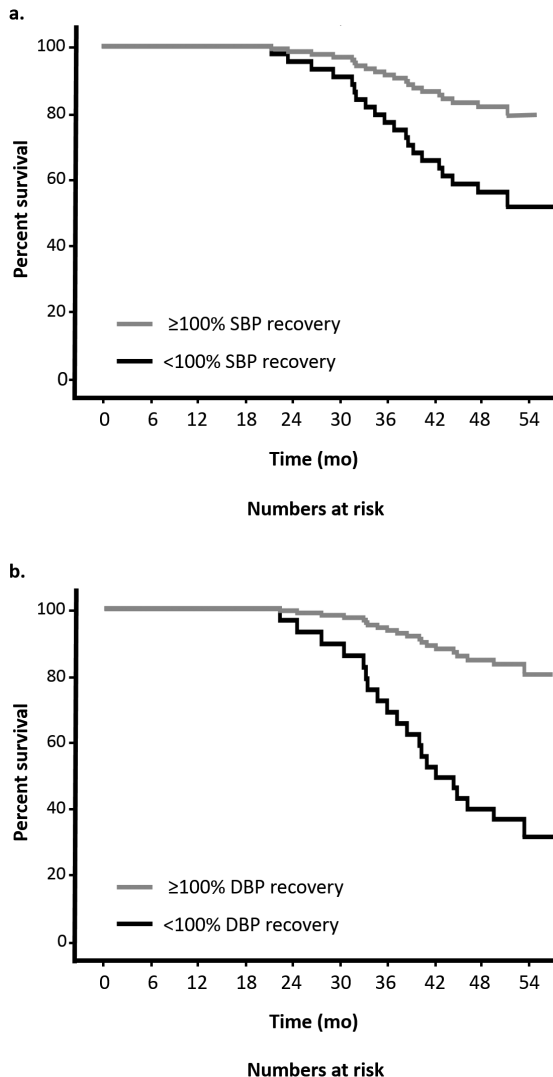 a.
Percent survival
100
80
60
40
20
0
≥100% SBP recovery
<100% SBP recovery
0 6 12 18 24 30 36 42 48 54
Time (mo)
Numbers at risk
b.
Percent survival
100
80
60
40
20
0
≥100% DBP recovery
<100% DBP recovery
0 6 12 18 24 30 36 42 48 54
Time (mo)
Numbers at risk